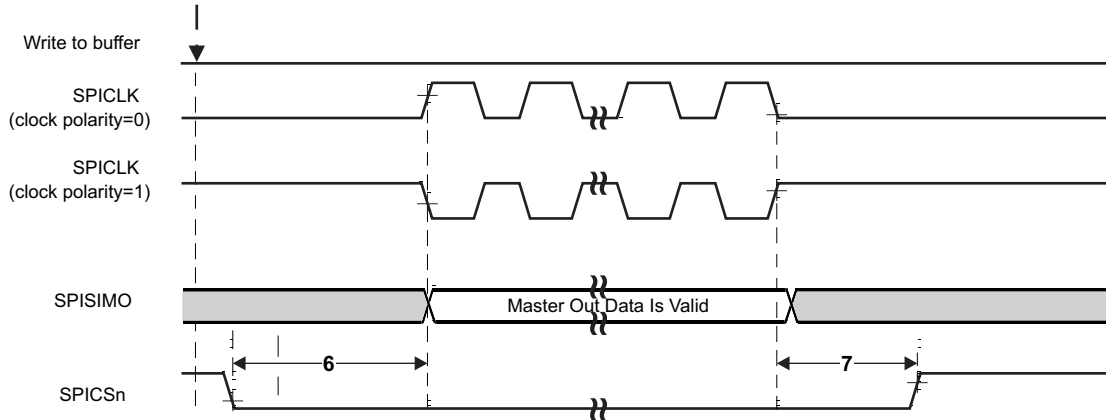 Write to buffer
SPICLK
(clock polarity=0)
SPICLK
(clock polarity=1)
SPISIMO
Master Out Data Is Valid
6
7
SPICSn